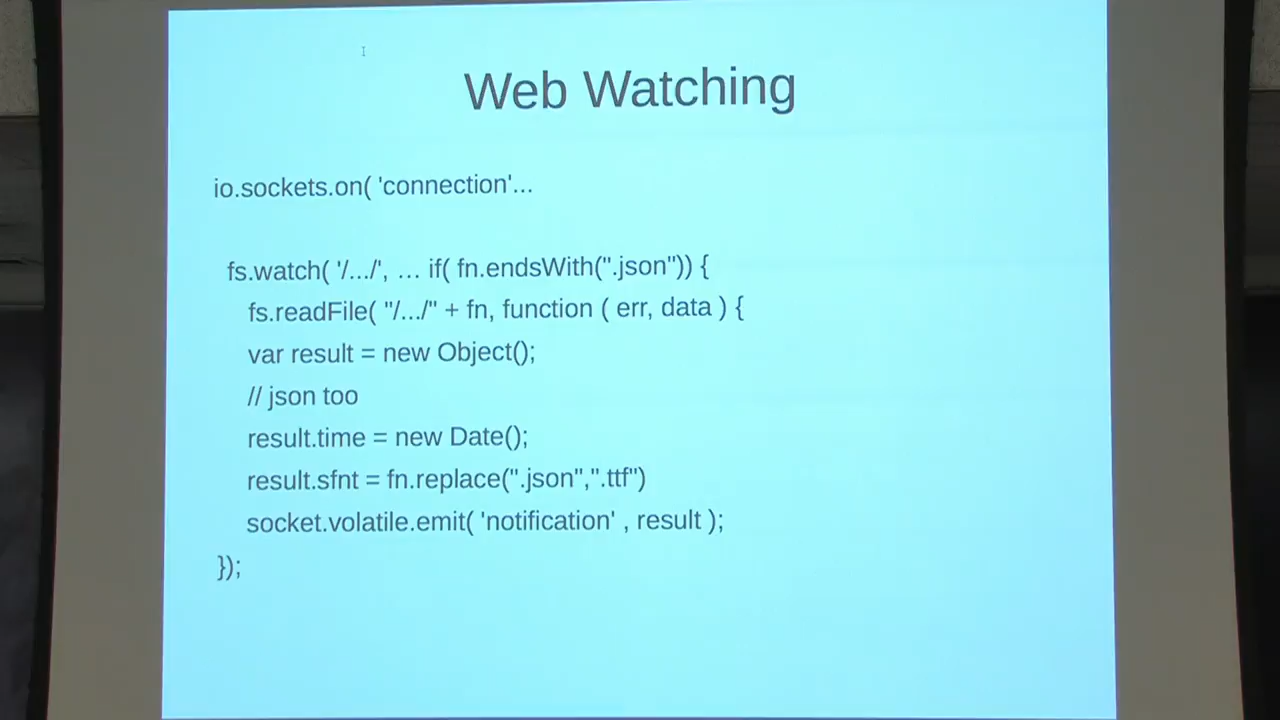 Web Watching
io.sockets.on( 'connection'...
fs.watch( '/.../', ... if( fn.endsWith(".json")) {
fs.readFile( "/.../" + fn, function ( err, data ) {
var result = new Object();
// json too
result.time = new Date();
result.sfnt = fn.replace(".json",".ttf")
socket.volatile.emit( 'notification' , result );
});